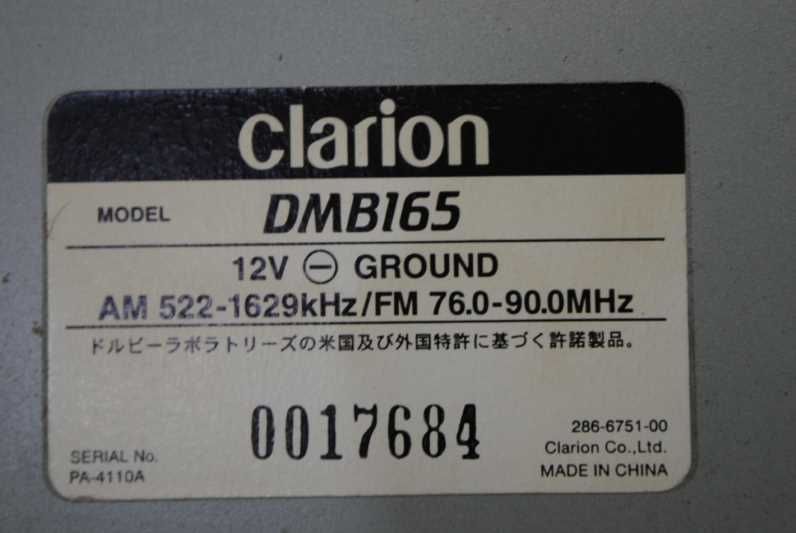 clarion
MODEL DMB165
12V ⊖ GROUND
AM 522-1629kHz/FM 76.0-90.0MHz
ドルビーラボラトリーズの米国及び外国特許に基づく許諾製品。
0017684
SERIAL No.
PA-4110A
286-6751-00
Clarion Co.,Ltd.
MADE IN CHINA